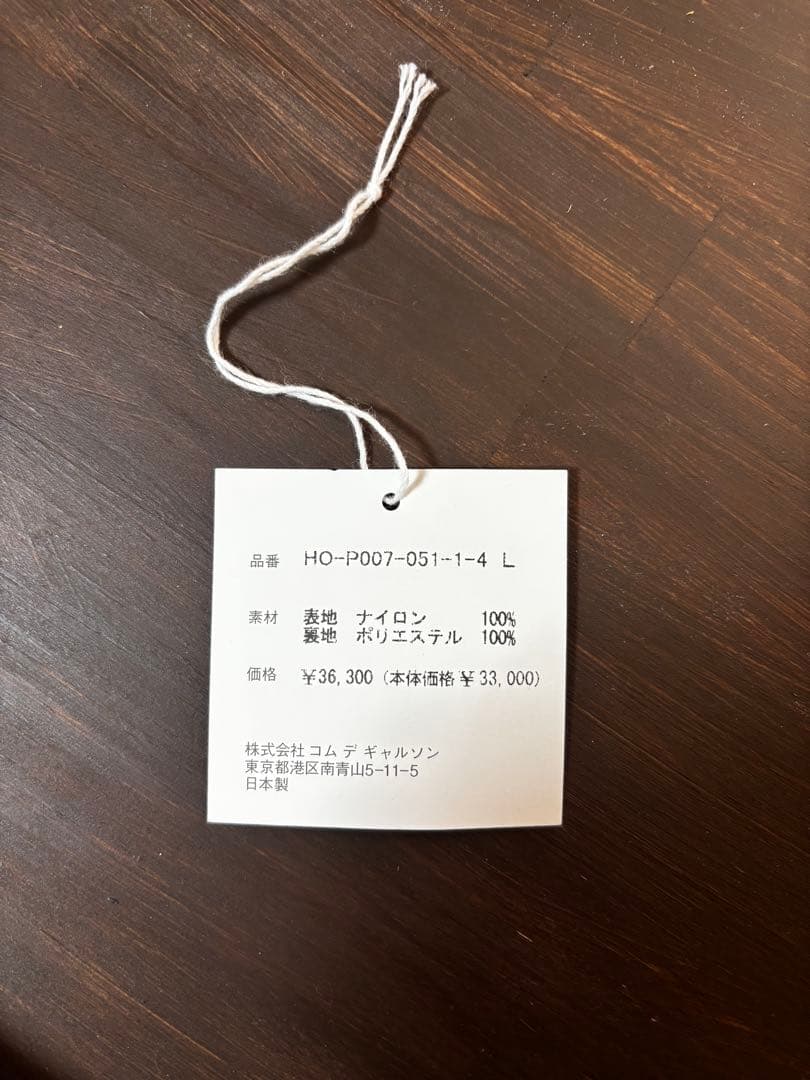 品番 HO-P007-051-1-4 L
素材 表地 ナイロン 100%
裏地 ポリエステル 100%
価格 ¥36,300 (本体価格 ¥33,000)
株式会社 コム デ ギャルソン
東京都港区南青山5-11-5
日本製